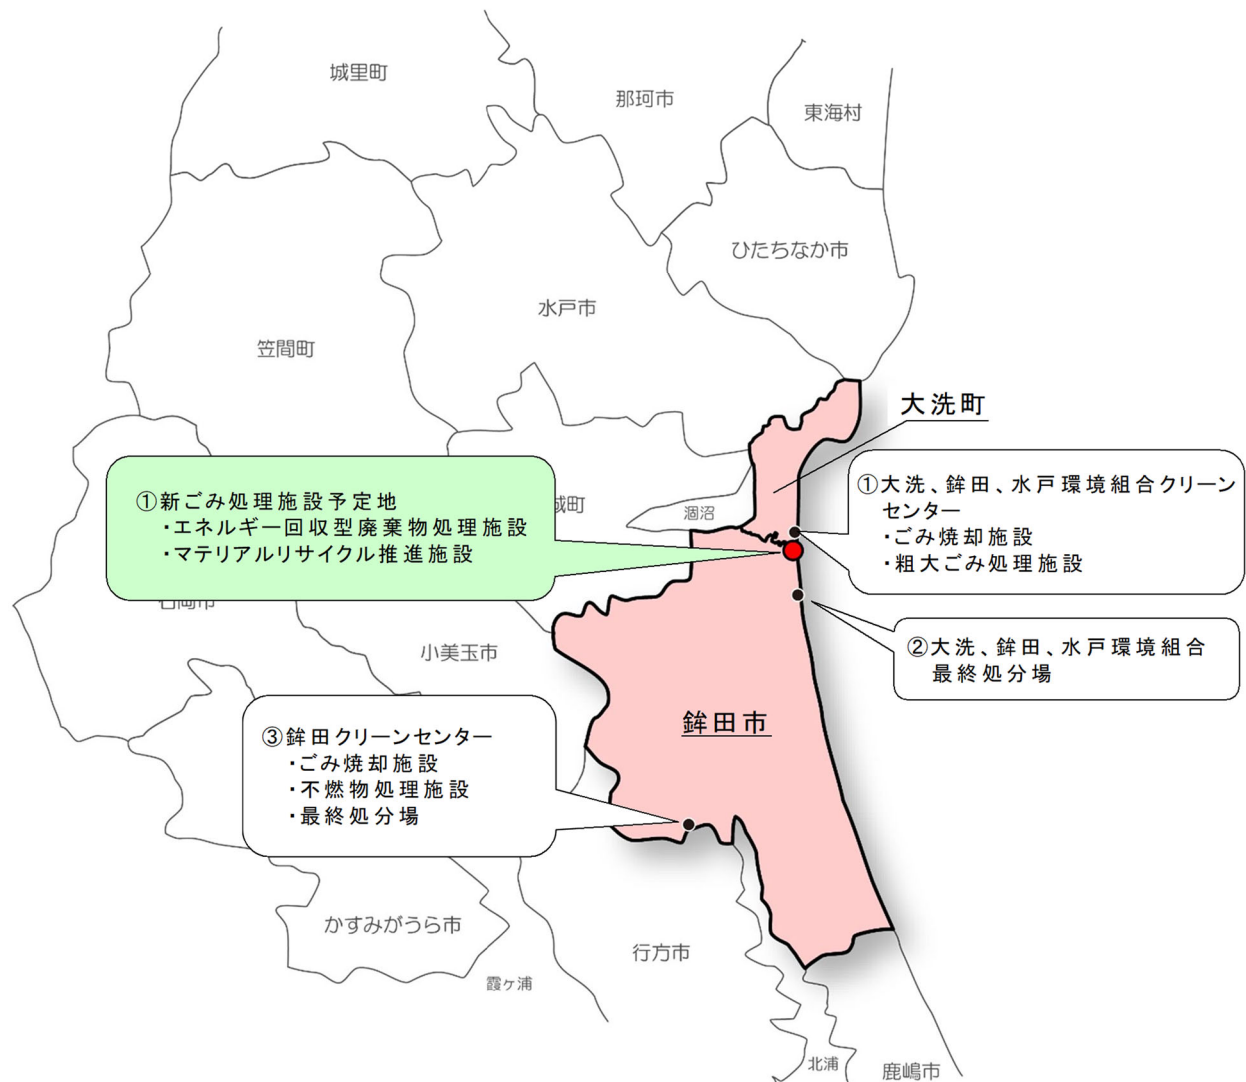 城里町
那珂市
東海村
ひたちなか市
水戸市
笠間町
大洗町
①大洗、鉾田、水戸環境組合クリーン
センター
・ごみ焼却施設
・粗大ごみ処理施設
①新ごみ処理施設予定地
・エネルギー回収型廃棄物処理施設
・マテリアルリサイクル推進施設
城町
涸沼
石岡市
小美玉市
②大洗、鉾田、水戸環境組合
最終処分場
鉾田市
③鉾田クリーンセンター
・ごみ焼却施設
・不燃物処理施設
・最終処分場
かすみがうら市
行方市
霞ヶ浦
北浦
鹿嶋市